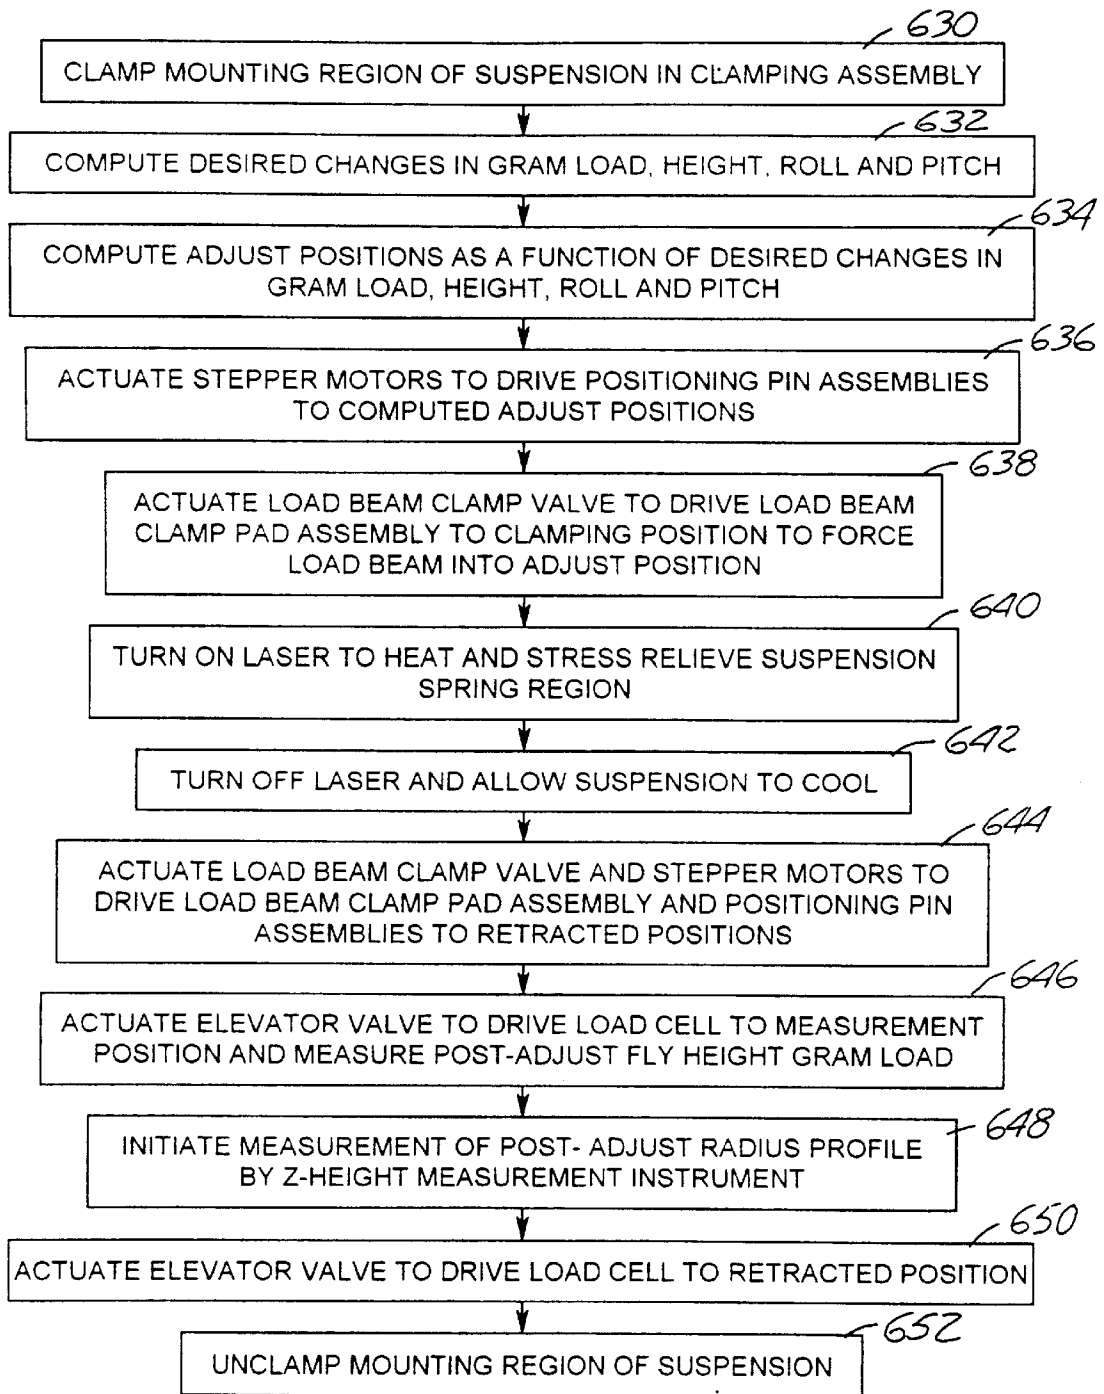 630
CLAMP MOUNTING REGION OF SUSPENSION IN CLAMPING ASSEMBLY
632
COMPUTE DESIRED CHANGES IN GRAM LOAD, HEIGHT, ROLL AND PITCH
634
COMPUTE ADJUST POSITIONS AS A FUNCTION OF DESIRED CHANGES IN
GRAM LOAD, HEIGHT, ROLL AND PITCH
636
ACTUATE STEPPER MOTORS TO DRIVE POSITIONING PIN ASSEMBLIES
TO COMPUTED ADJUST POSITIONS
638
ACTUATE LOAD BEAM CLAMP VALVE TO DRIVE LOAD BEAM
CLAMP PAD ASSEMBLY TO CLAMPING POSITION TO FORCE
LOAD BEAM INTO ADJUST POSITION
640
TURN ON LASER TO HEAT AND STRESS RELIEVE SUSPENSION
SPRING REGION
642
TURN OFF LASER AND ALLOW SUSPENSION TO COOL
644
ACTUATE LOAD BEAM CLAMP VALVE AND STEPPER MOTORS TO
DRIVE LOAD BEAM CLAMP PAD ASSEMBLY AND POSITIONING PIN
ASSEMBLIES TO RETRACTED POSITIONS
646
ACTUATE ELEVATOR VALVE TO DRIVE LOAD CELL TO MEASUREMENT
POSITION AND MEASURE POST-ADJUST FLY HEIGHT GRAM LOAD
648
INITIATE MEASUREMENT OF POST- ADJUST RADIUS PROFILE
BY Z-HEIGHT MEASUREMENT INSTRUMENT
650
ACTUATE ELEVATOR VALVE TO DRIVE LOAD CELL TO RETRACTED POSITION
652
UNCLAMP MOUNTING REGION OF SUSPENSION